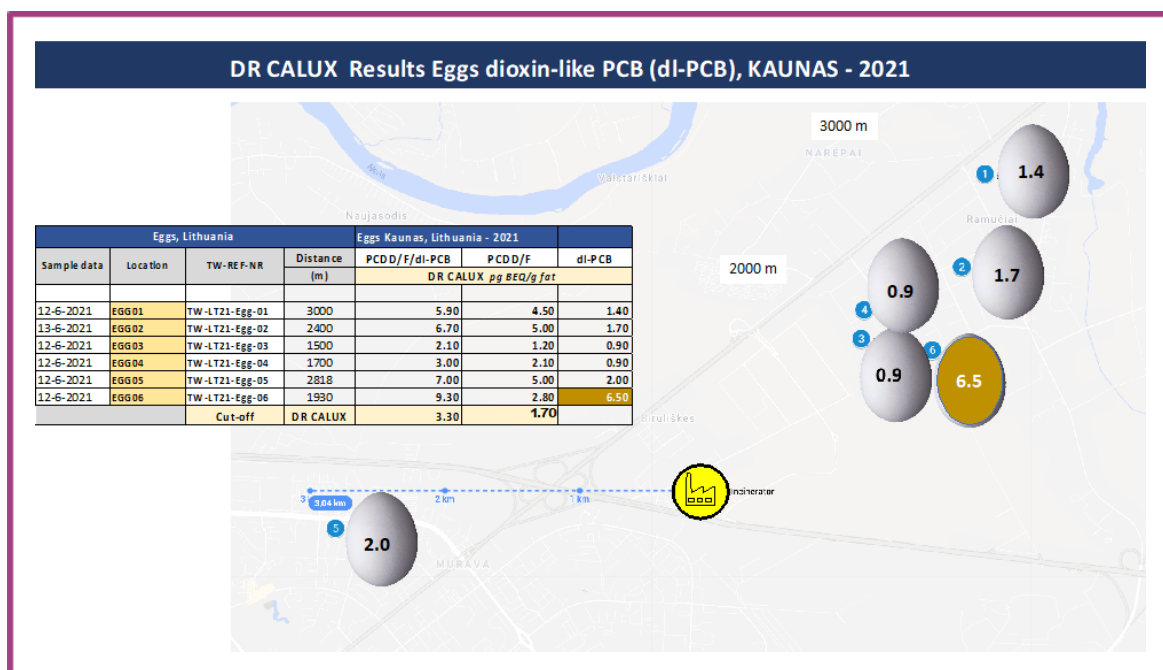 DR CALUX Results Eggs dioxin-like PCB (dl-PCB), KAUNAS - 2021
3000 m
NARĖPAI
1
1.4
Vaistariškiai
Naujasodis
Ramučiai
Eggs, Lithuania Eggs Kaunas, Lithuania - 2021
Sample data Location TW-REF-NR Distance PCDD/F/dl-PCB PCDD/F dl-PCB
(m) DR CALUX pg BEQ/g fat
12-6-2021 EGG01 TW-LT21-Egg-01 3000 5.90 4.50 1.40
13-6-2021 EGG02 TW-LT21-Egg-02 2400 6.70 5.00 1.70
12-6-2021 EGG03 TW-LT21-Egg-03 1500 2.10 1.20 0.90
12-6-2021 EGG04 TW-LT21-Egg-04 1700 3.00 2.10 0.90
12-6-2021 EGG05 TW-LT21-Egg-05 2818 7.00 5.00 2.00
12-6-2021 EGG06 TW-LT21-Egg-06 1930 9.30 2.80 6.50
Cut-off DR CALUX 3.30 1.70
2000 m
2
1.7
4
0.9
3
0.9
6
6.5
Biruliškės
Incinerator
3
3,04 km
2 km
1 km
5
2.0
MURAVA